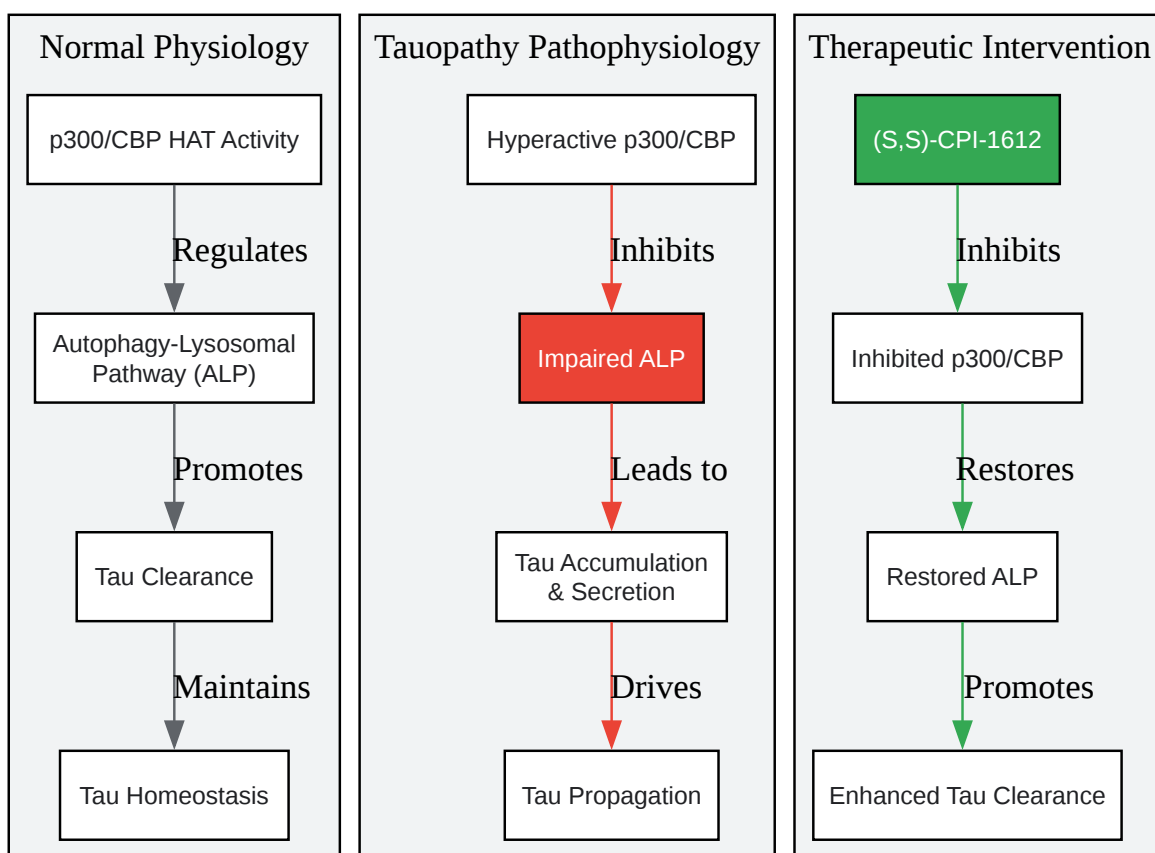 Normal Physiology
p300/CBP HAT Activity
Regulates
Autophagy-Lysosomal
Pathway (ALP)
Promotes
Tau Clearance
Maintains
Tau Homeostasis
Tauopathy Pathophysiology
Hyperactive p300/CBP
Inhibits
Impaired ALP
Leads to
Tau Accumulation
& Secretion
Drives
Tau Propagation
Therapeutic Intervention
(S,S)-CPI-1612
Inhibits
Inhibited p300/CBP
Restores
Restored ALP
Promotes
Enhanced Tau Clearance